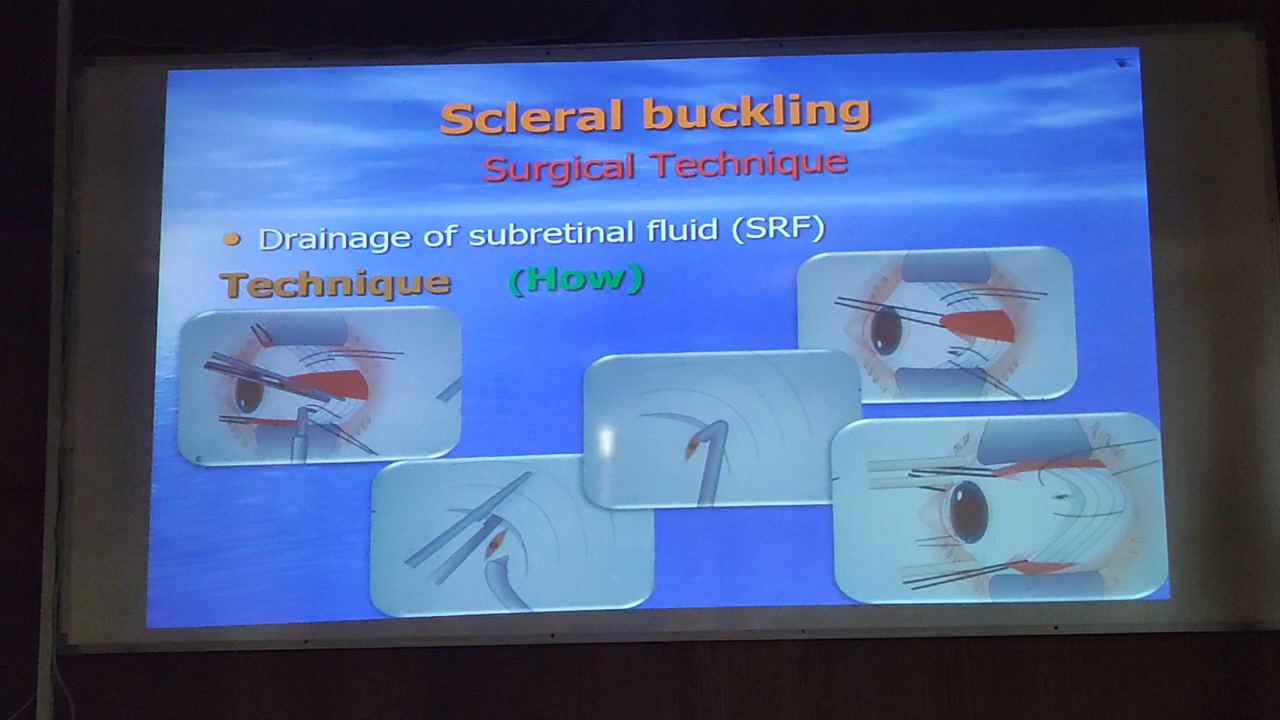 Scleral buckling
Surgical Technique
• Drainage of subretinal fluid (SRF)
Technique (How)